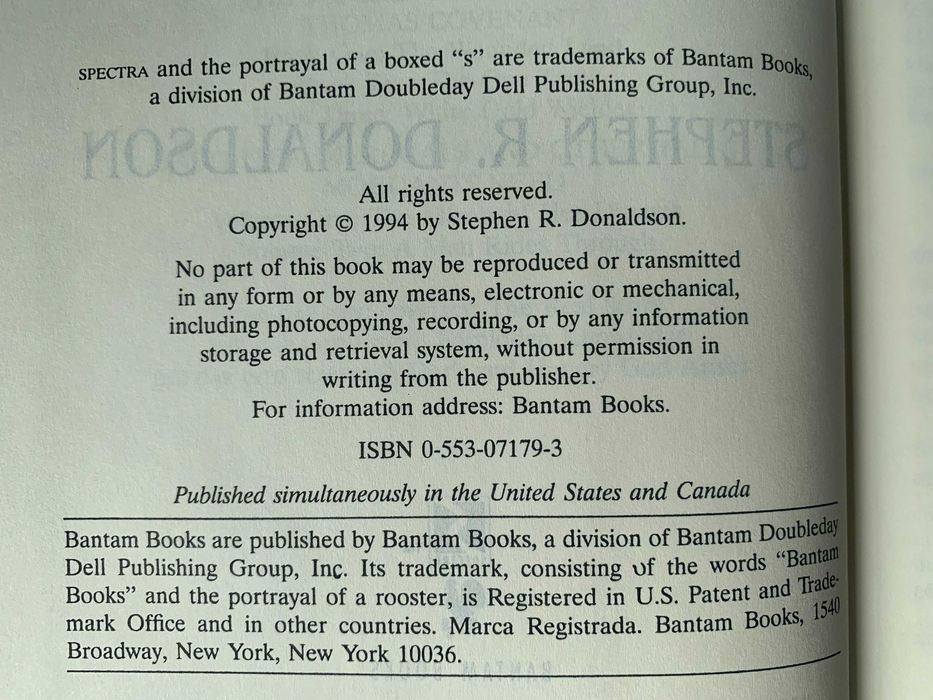 SPECTRA and the portrayal of a boxed “s” are trademarks of Bantam Books,
a division of Bantam Doubleday Dell Publishing Group, Inc.
STEPHEN R. DONALDSON
All rights reserved.
Copyright © 1994 by Stephen R. Donaldson.
No part of this book may be reproduced or transmitted
in any form or by any means, electronic or mechanical,
including photocopying, recording, or by any information
storage and retrieval system, without permission in
writing from the publisher.
For information address: Bantam Books.
ISBN 0-553-07179-3
Published simultaneously in the United States and Canada
Bantam Books are published by Bantam Books, a division of Bantam Doubleday
Dell Publishing Group, Inc. Its trademark, consisting of the words “Bantam
Books” and the portrayal of a rooster, is Registered in U.S. Patent and Trade-
mark Office and in other countries. Marca Registrada. Bantam Books, 1540
Broadway, New York, New York 10036.
BANTAM BOOKS